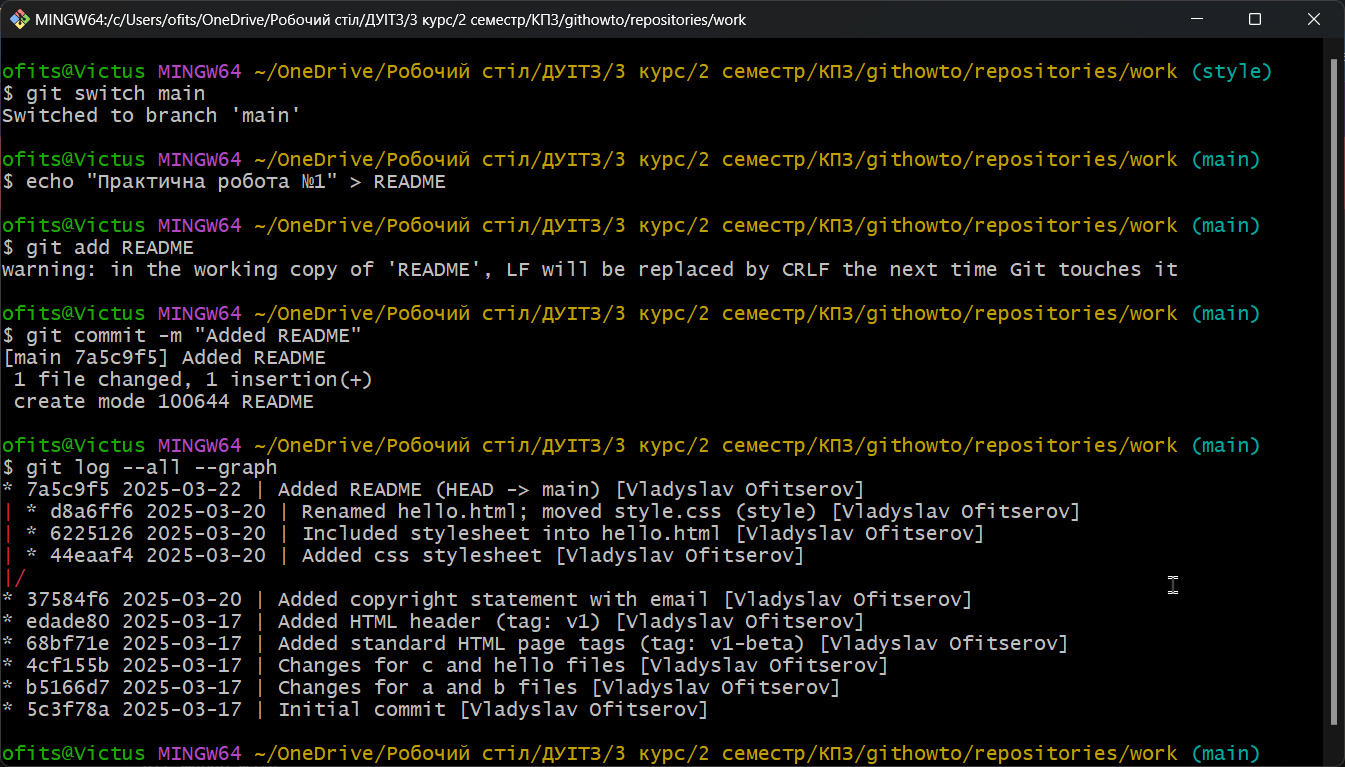 MINGW64:/c/Users/ofits/OneDrive/Робочий стіл/ДУІТЗ/3 курс/2 семестр/КПЗ/githowto/repositories/work
ofits@Victus MINGW64 ~/OneDrive/Робочий стіл/ДУІТЗ/3 курс/2 семестр/КПЗ/githowto/repositories/work (style)
$ git switch main
Switched to branch 'main'
ofits@Victus MINGW64 ~/OneDrive/Робочий стіл/ДУІТЗ/3 курс/2 семестр/КПЗ/githowto/repositories/work (main)
$ echo "Практична робота №1" > README
ofits@Victus MINGW64 ~/OneDrive/Робочий стіл/ДУІТЗ/3 курс/2 семестр/КПЗ/githowto/repositories/work (main)
$ git add README
warning: in the working copy of 'README', LF will be replaced by CRLF the next time Git touches it
ofits@Victus MINGW64 ~/OneDrive/Робочий стіл/ДУІТЗ/3 курс/2 семестр/КПЗ/githowto/repositories/work (main)
$ git commit -m "Added README"
[main 7a5c9f5] Added README
 1 file changed, 1 insertion(+)
 create mode 100644 README
ofits@Victus MINGW64 ~/OneDrive/Робочий стіл/ДУІТЗ/3 курс/2 семестр/КПЗ/githowto/repositories/work (main)
$ git log --all --graph
* 7a5c9f5 2025-03-22 | Added README (HEAD -> main) [Vladyslav Ofitserov]
| * d8a6ff6 2025-03-20 | Renamed hello.html; moved style.css (style) [Vladyslav Ofitserov]
| * 6225126 2025-03-20 | Included stylesheet into hello.html [Vladyslav Ofitserov]
| * 44eaaf4 2025-03-20 | Added css stylesheet [Vladyslav Ofitserov]
|/
* 37584f6 2025-03-20 | Added copyright statement with email [Vladyslav Ofitserov]
* edade80 2025-03-17 | Added HTML header (tag: v1) [Vladyslav Ofitserov]
* 68bf71e 2025-03-17 | Added standard HTML page tags (tag: v1-beta) [Vladyslav Ofitserov]
* 4cf155b 2025-03-17 | Changes for c and hello files [Vladyslav Ofitserov]
* b5166d7 2025-03-17 | Changes for a and b files [Vladyslav Ofitserov]
* 5c3f78a 2025-03-17 | Initial commit [Vladyslav Ofitserov]
ofits@Victus MINGW64 ~/OneDrive/Робочий стіл/ДУІТЗ/3 курс/2 семестр/КПЗ/githowto/repositories/work (main)